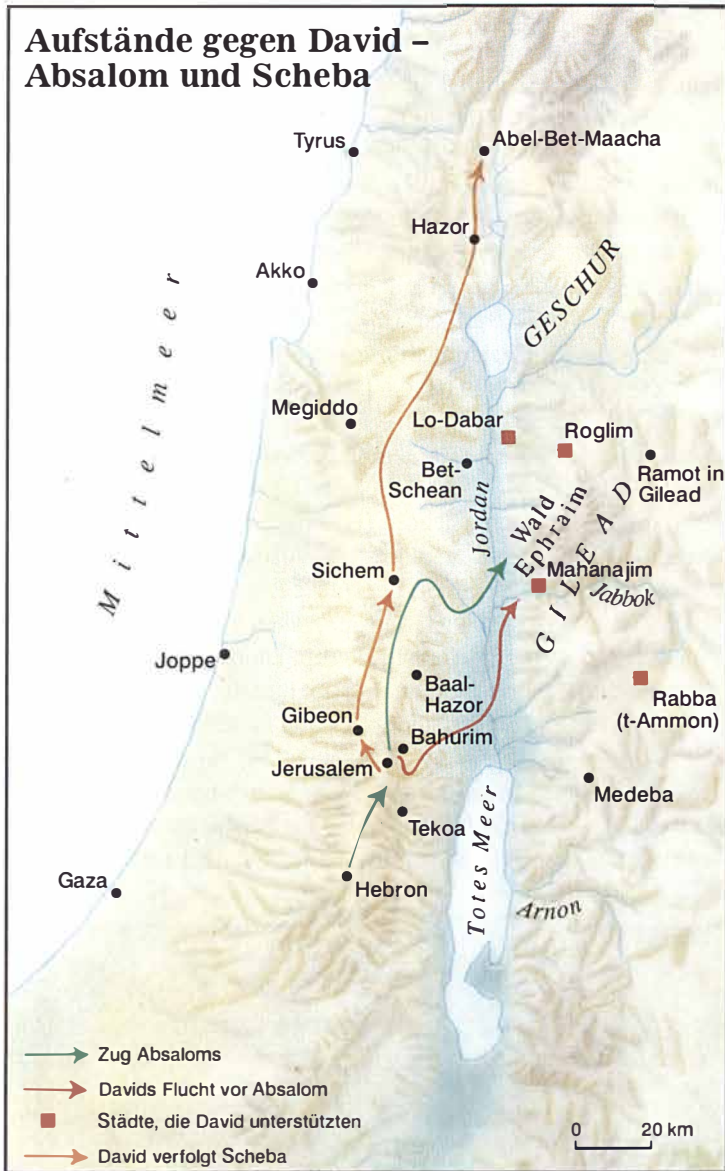 Aufstände gegen David –
Absalom und Scheba
Tyrus
Abel-Bet-Maacha
Hazor
Akko
GESCHUR
Mittelmeer
Megiddo
Lo-Dabar
Roglim
Bet-
Schean
Ramot in
Gilead
Jordan
Wald
Ephraim
GILEAD
Sichem
Mahanajim
Jabbok
Joppe
Baal-
Hazor
Rabba
(t-Ammon)
Gibeon
Bahurim
Jerusalem
Medeba
Tekoa
Totes Meer
Gaza
Hebron
Arnon
Zug Absaloms
Davids Flucht vor Absalom
Städte, die David unterstützten
David verfolgt Scheba
0 20 km